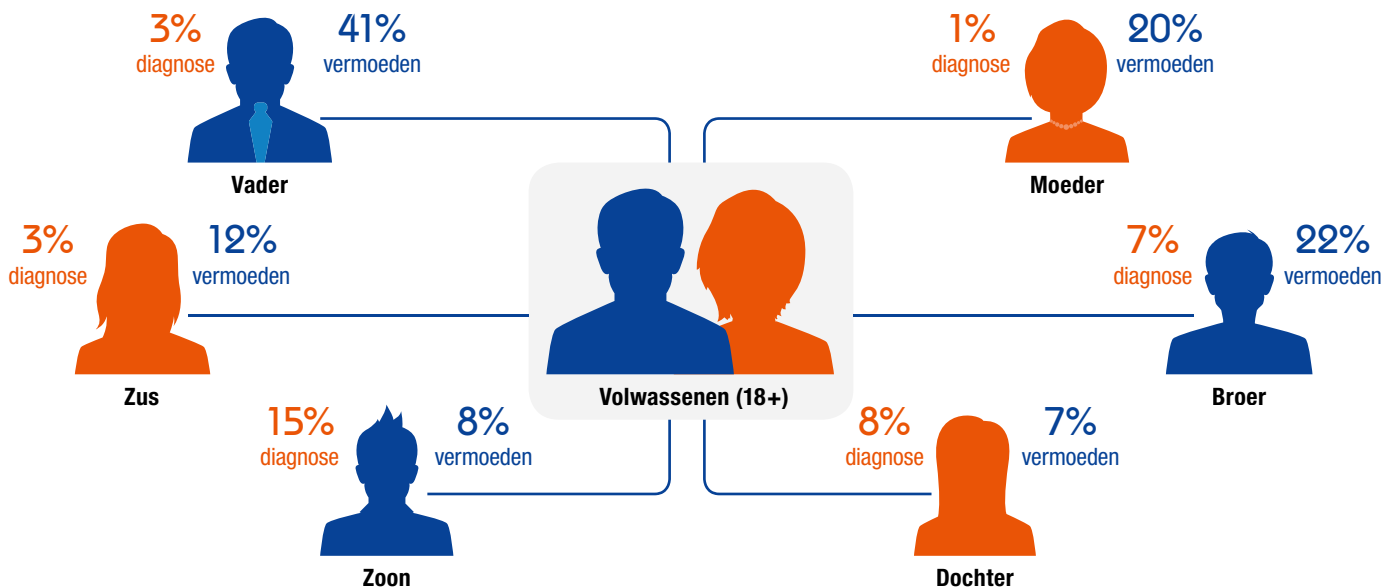 3% 41%
diagnose vermoeden
Vader
1% 20%
diagnose vermoeden
Moeder
3% 12%
diagnose vermoeden
Zus
Volwassenen (18+)
7% 22%
diagnose vermoeden
Broer
15% 8%
diagnose vermoeden
Zoon
8% 7%
diagnose vermoeden
Dochter